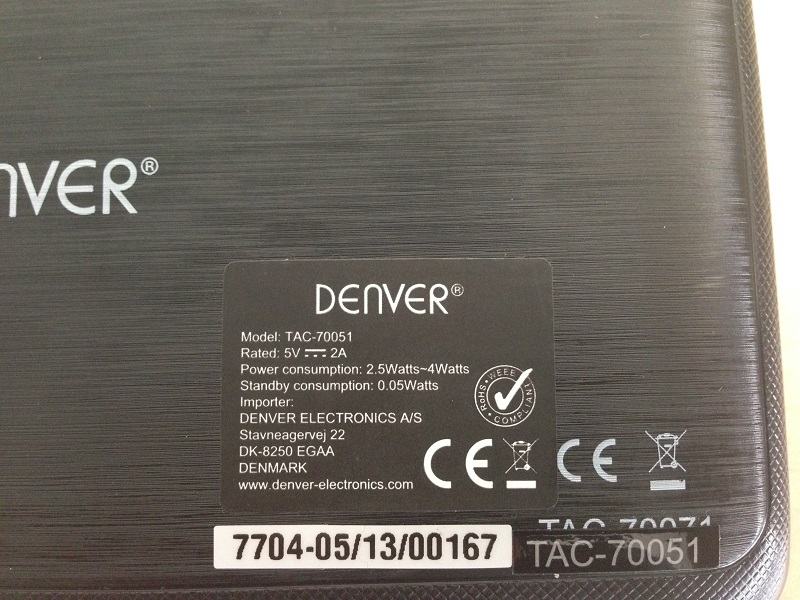 NVER®
DENVER®
Model: TAC-70051
Rated: 5V ⎓ 2A
Power consumption: 2.5Watts~4Watts
Standby consumption: 0.05Watts
Importer:
DENVER ELECTRONICS A/S
Stavneagervej 22
DK-8250 EGAA
DENMARK
www.denver-electronics.com
RoHS WEEE COMPLIANT
CE
CE
TAC-70071
7704-05/13/00167
TAC-70051